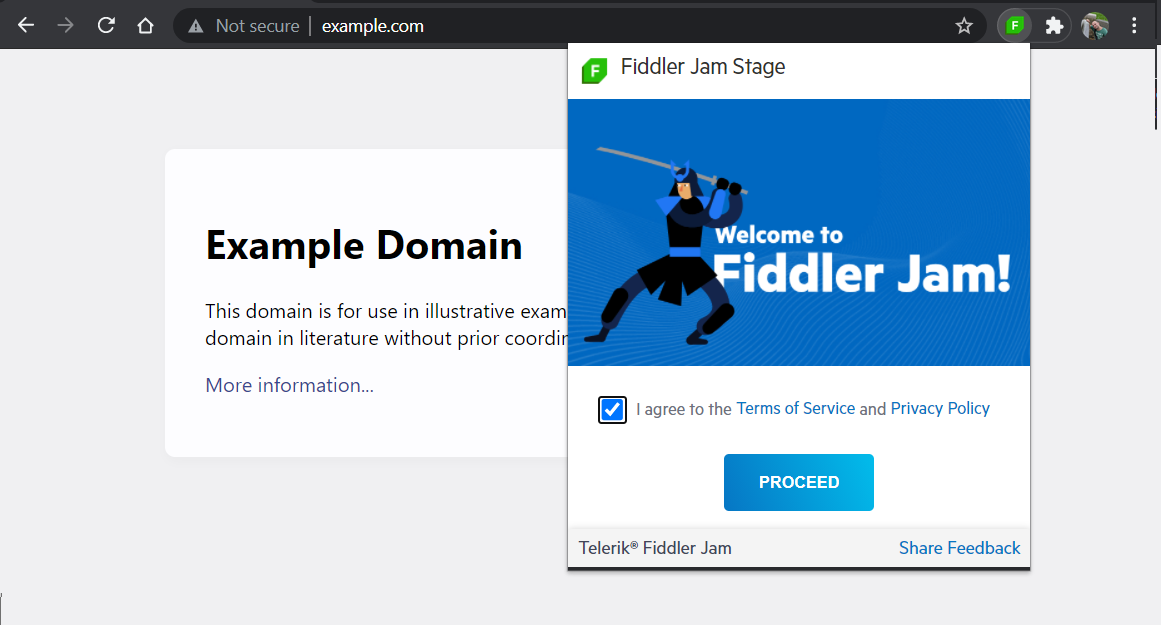 Not secure | example.com
F
F Fiddler Jam Stage
Welcome to
Fiddler Jam!
Example Domain
This domain is for use in illustrative
domain in literature without prior
More information...
I agree to the Terms of Service and Privacy Policy
PROCEED
Telerik® Fiddler Jam
Share Feedback